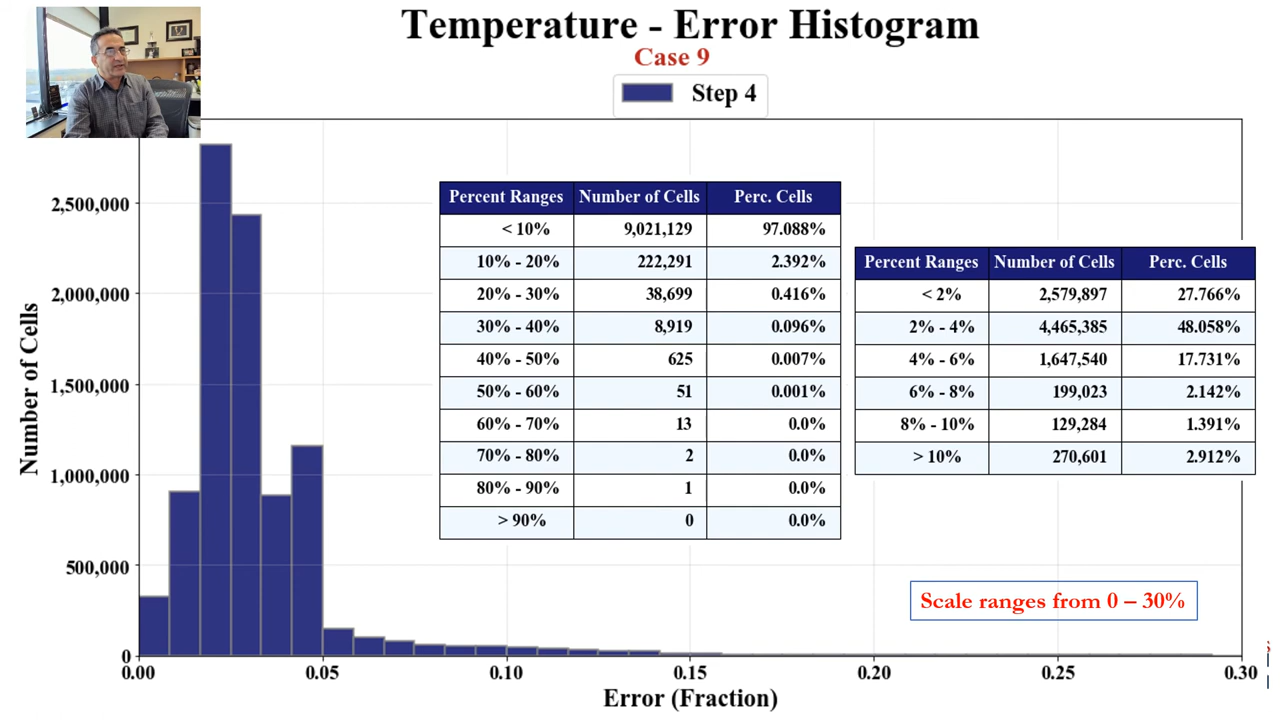 Temperature - Error Histogram
Case 9
Step 4
Number of Cells
2,500,000
2,000,000
1,500,000
1,000,000
500,000
0
Percent Ranges Number of Cells Perc. Cells
< 10% 9,021,129 97.088%
10% - 20% 222,291 2.392%
20% - 30% 38,699 0.416%
30% - 40% 8,919 0.096%
40% - 50% 625 0.007%
50% - 60% 51 0.001%
60% - 70% 13 0.0%
70% - 80% 2 0.0%
80% - 90% 1 0.0%
> 90% 0 0.0%
Percent Ranges Number of Cells Perc. Cells
< 2% 2,579,897 27.766%
2% - 4% 4,465,385 48.058%
4% - 6% 1,647,540 17.731%
6% - 8% 199,023 2.142%
8% - 10% 129,284 1.391%
> 10% 270,601 2.912%
Scale ranges from 0 – 30%
0.00 0.05 0.10 0.15 0.20 0.25 0.30
Error (Fraction)